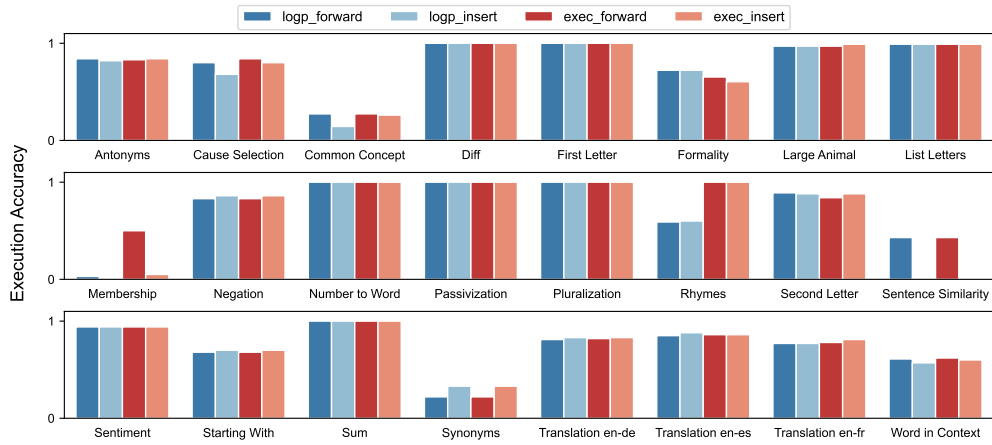 logp_forward logp_insert exec_forward exec_insert
Execution Accuracy
1
0
Antonyms Cause Selection Common Concept Diff First Letter Formality Large Animal List Letters
1
0
Membership Negation Number to Word Passivization Pluralization Rhymes Second Letter Sentence Similarity
1
0
Sentiment Starting With Sum Synonyms Translation en-de Translation en-es Translation en-fr Word in Context